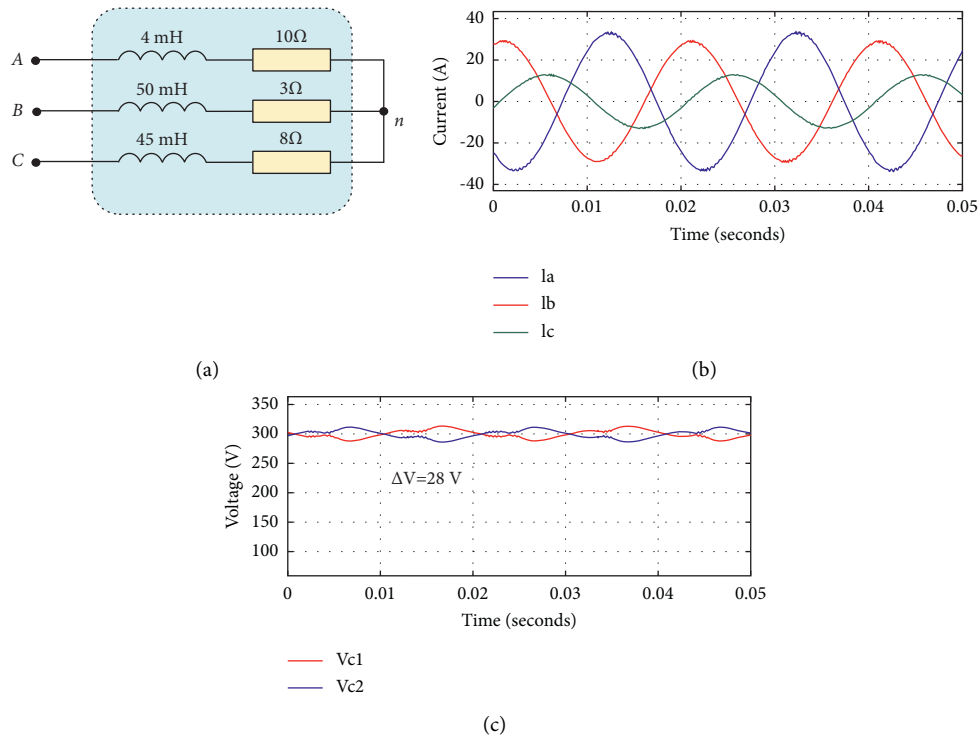 4 mH
10Ω
A
50 mH
3Ω
B
n
45 mH
8Ω
C
(a)
Current (A)
40
20
0
-20
-40
0
0.01
0.02
0.03
0.04
0.05
Time (seconds)
Ia
Ib
Ic
(b)
Voltage (V)
350
300
250
200
150
100
ΔV=28 V
0
0.01
0.02
0.03
0.04
0.05
Time (seconds)
Vc1
Vc2
(c)